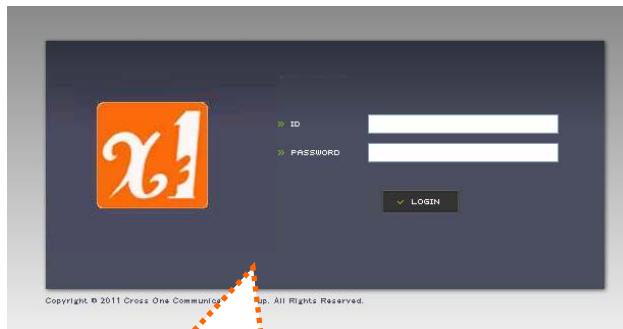 x1
» ID
» PASSWORD
✓ LOGIN
Copyright © 2011 Cross One Communic up. All Rights Reserved.